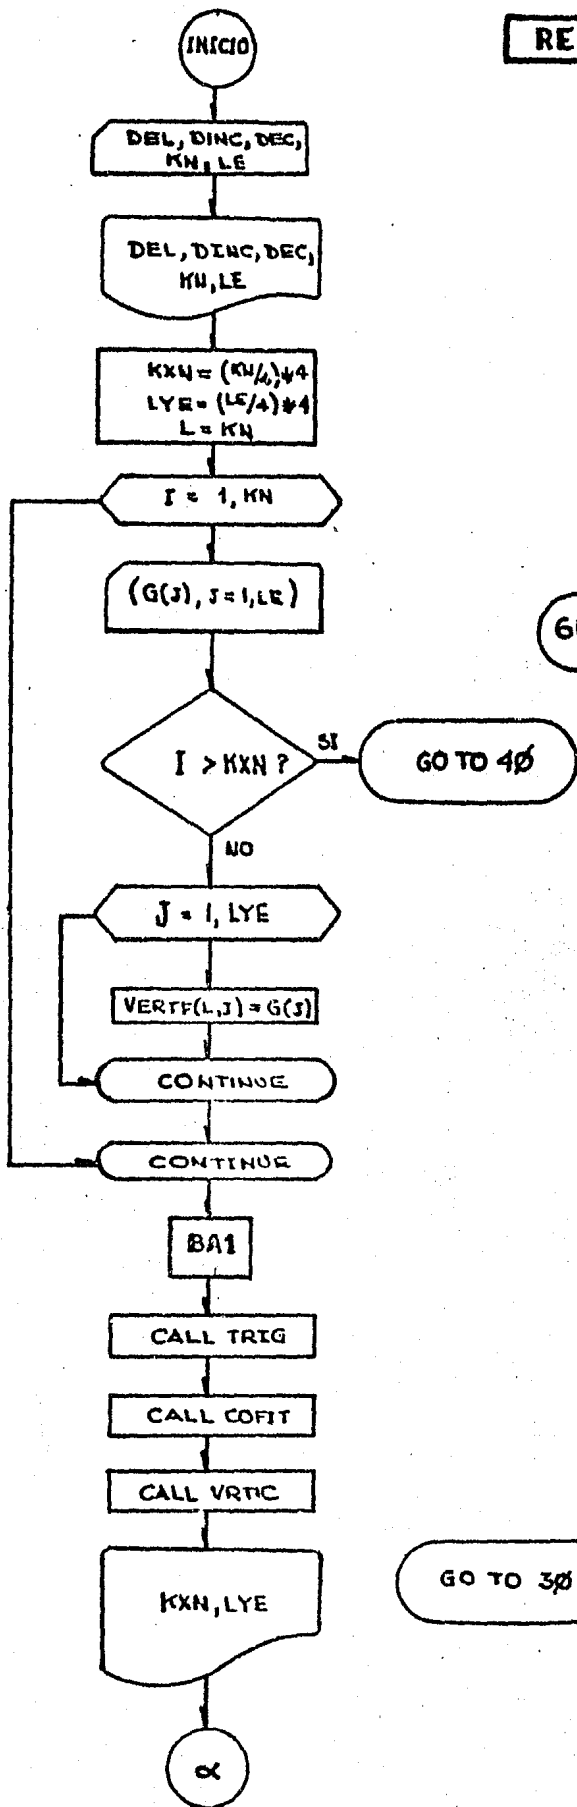 INICIO
RE
DEL, DINC, DEC,
KN, LE
DEL, DINC, DEC,
KN, LE
KXN = (KN/4)*4
LYE = (LE/4)*4
L = KN
I = 1, KN
(G(J), J = 1, LE)
I > KXN ?
SI
GO TO 4Ø
NO
J = 1, LYE
VERTF(L,J) = G(J)
CONTINUE
CONTINUE
BA1
CALL TRIG
CALL COFIT
CALL VRTIC
KXN, LYE
GO TO 3Ø
α